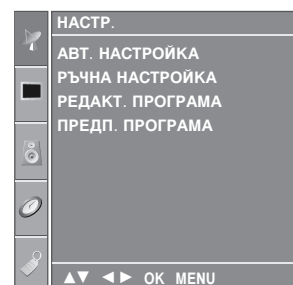 НАСТР.
АВТ. НАСТРОЙКА
РЪЧНА НАСТРОЙКА
РЕДАКТ. ПРОГРАМА
ПРЕДП. ПРОГРАМА
▲▼ ◄► OK MENU